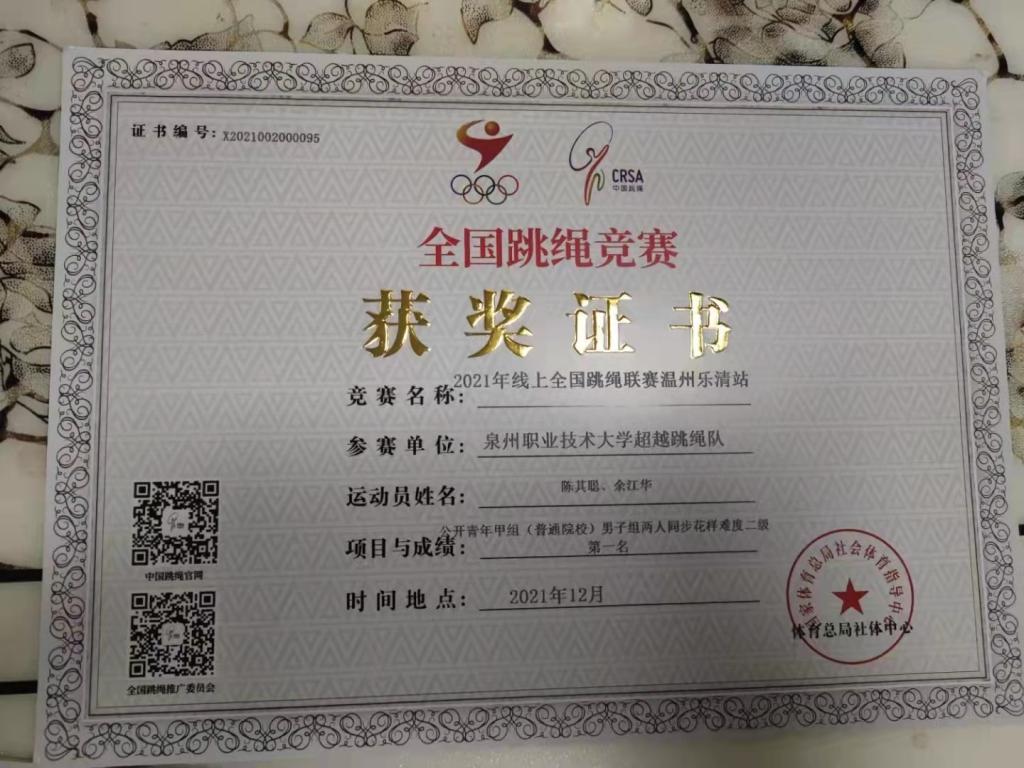 证书编号：X2021002000095
CRSA
中国跳绳
全国跳绳竞赛
获奖证书
竞赛名称：2021年线上全国跳绳联赛温州乐清站
参赛单位：泉州职业技术大学超越跳绳队
运动员姓名：陈其聪、余江华
项目与成绩：公开青年甲组（普通院校）男子组两人同步花样难度二级
第一名
时间地点：2021年12月
中国跳绳官网
全国跳绳推广委员会
国家体育总局社会体育指导中心
体育总局社体中心